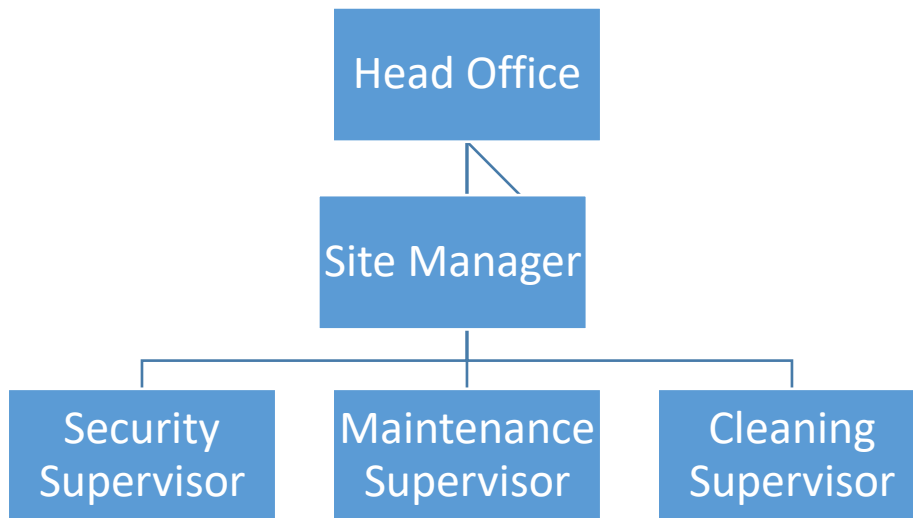 Head Office
Site Manager
Security
Supervisor
Maintenance
Supervisor
Cleaning
Supervisor